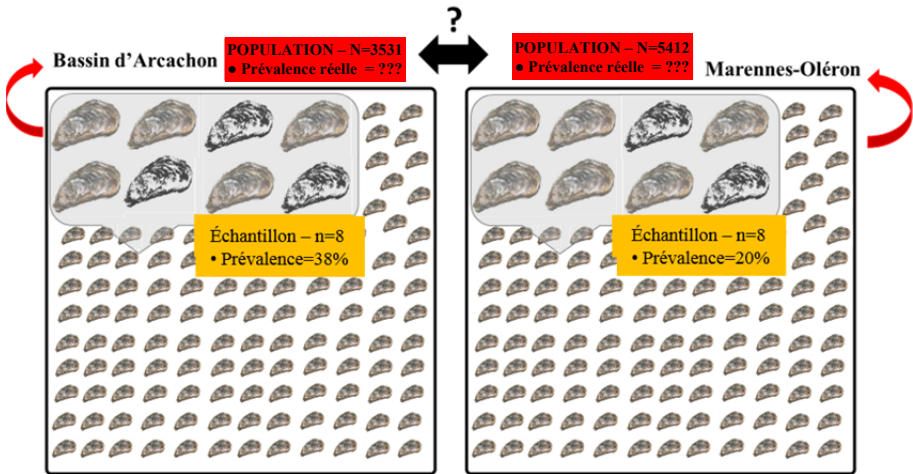 ?
Bassin d’Arcachon
POPULATION – N=3531
● Prévalence réelle = ???
POPULATION – N=5412
● Prévalence réelle = ???
Marennes-Oléron
Échantillon – n=8
• Prévalence=38%
Échantillon – n=8
• Prévalence=20%